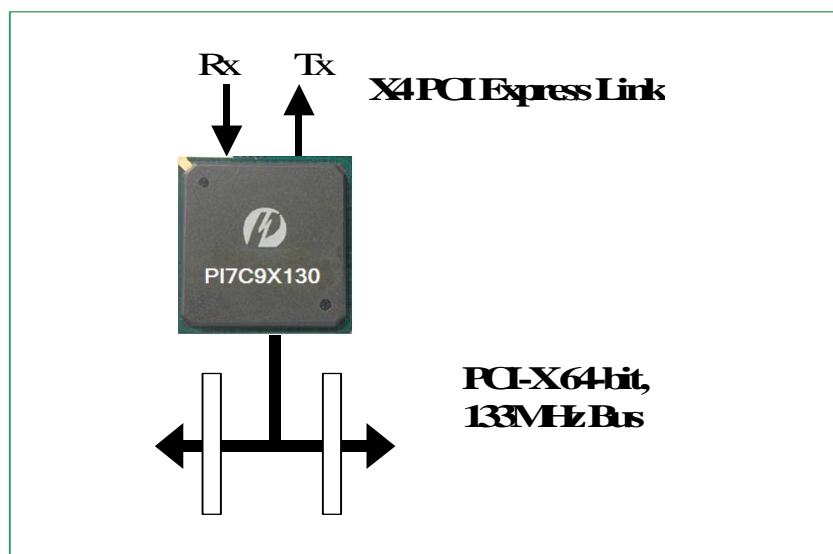 Rx Tx
X4 PCI Express Link
PI7C9X130
PCI-X 64-bit,
133MHz Bus